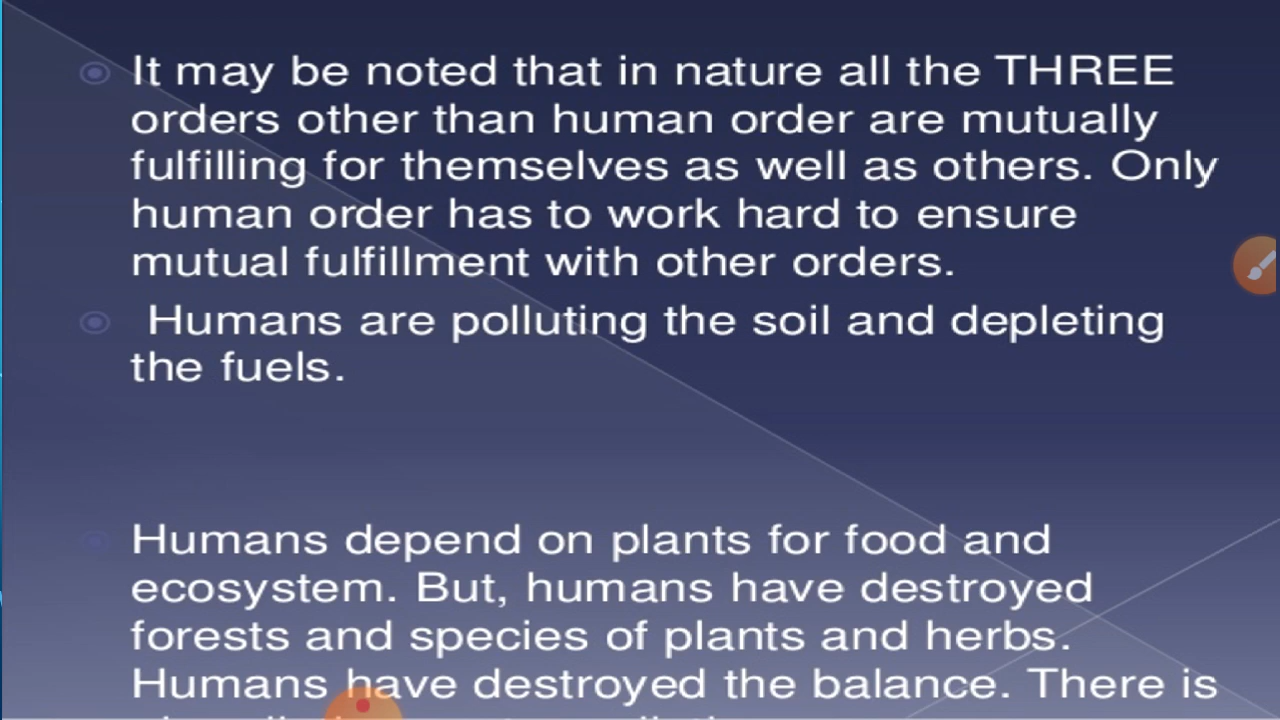 It may be noted that in nature all the THREE
orders other than human order are mutually
fulfilling for themselves as well as others. Only
human order has to work hard to ensure
mutual fulfillment with other orders.
Humans are polluting the soil and depleting
the fuels.
Humans depend on plants for food and
ecosystem. But, humans have destroyed
forests and species of plants and herbs.
Humans have destroyed the balance. There is